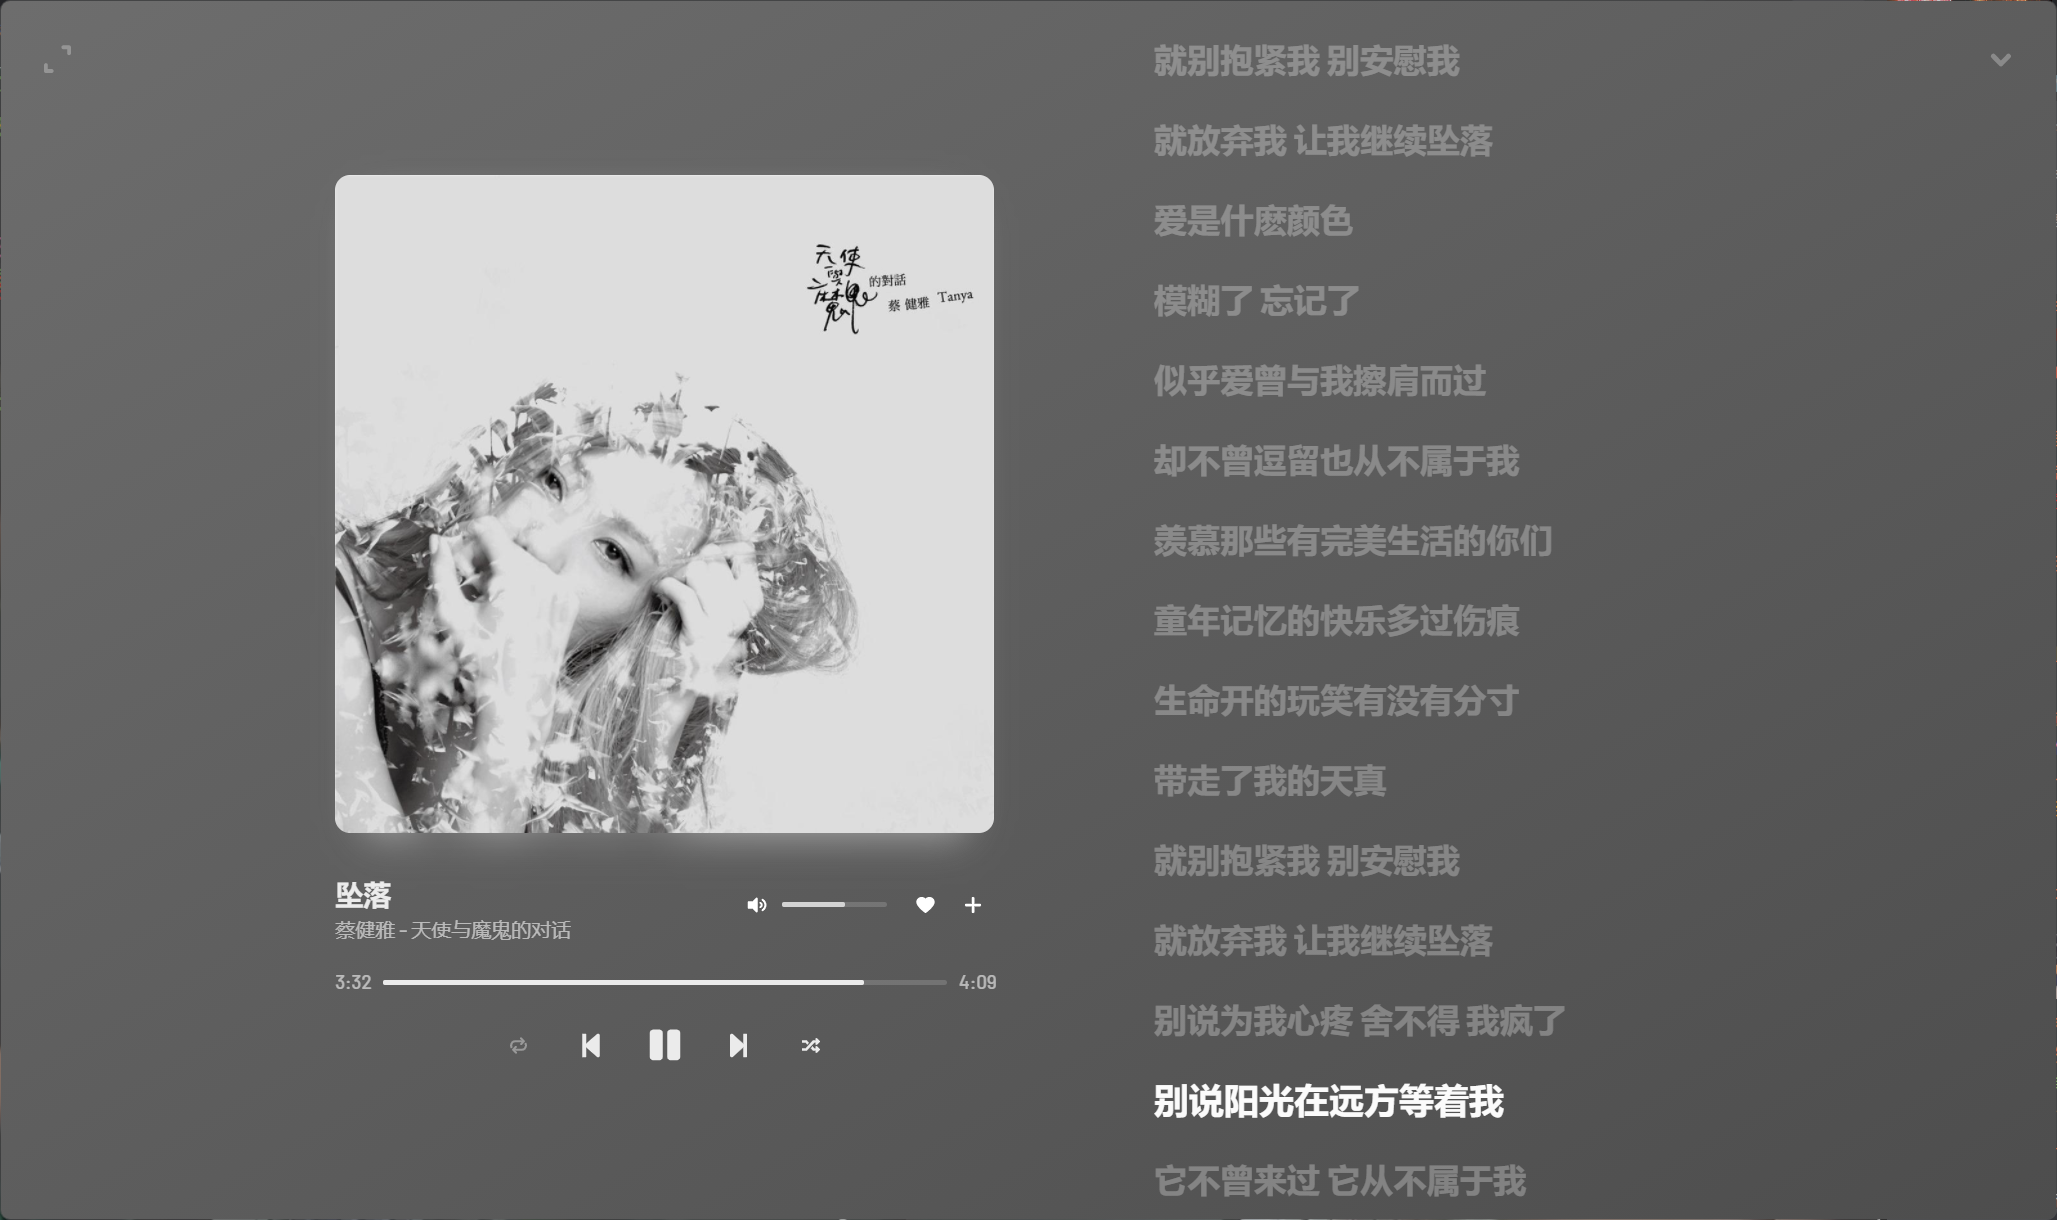 天使
與
魔鬼
的對話
蔡健雅 Tanya
坠落
蔡健雅 - 天使与魔鬼的对话
3:32
4:09
就别抱紧我 别安慰我
就放弃我 让我继续坠落
爱是什麽颜色
模糊了 忘记了
似乎爱曾与我擦肩而过
却不曾逗留也从不属于我
羡慕那些有完美生活的你们
童年记忆的快乐多过伤痕
生命开的玩笑有没有分寸
带走了我的天真
就别抱紧我 别安慰我
就放弃我 让我继续坠落
别说为我心疼 舍不得 我疯了
别说阳光在远方等着我
它不曾来过 它从不属于我